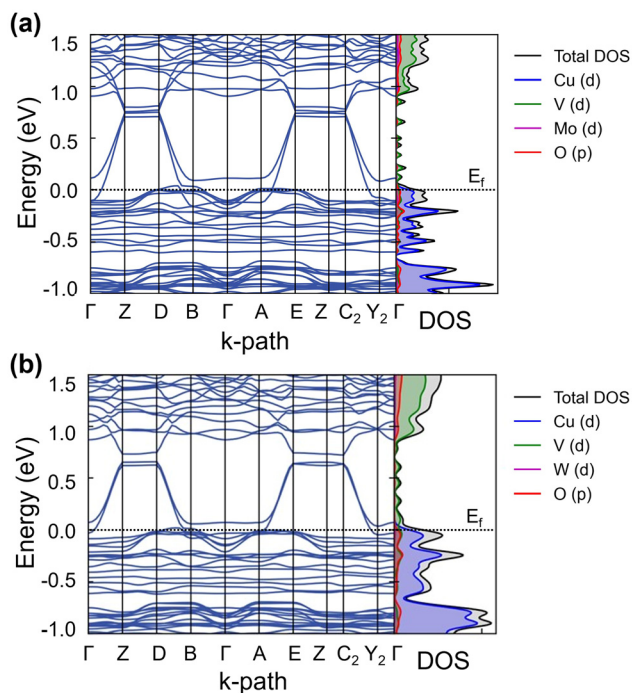 (a)
1.5
1.0
0.5
0.0
-0.5
-1.0
Energy (eV)
Γ Z D B Γ A E Z C₂ Y₂ Γ
k-path
DOS
E_f
Total DOS
Cu (d)
V (d)
Mo (d)
O (p)
(b)
1.5
1.0
0.5
0.0
-0.5
-1.0
Energy (eV)
Γ Z D B Γ A E Z C₂ Y₂ Γ
k-path
DOS
E_f
Total DOS
Cu (d)
V (d)
W (d)
O (p)